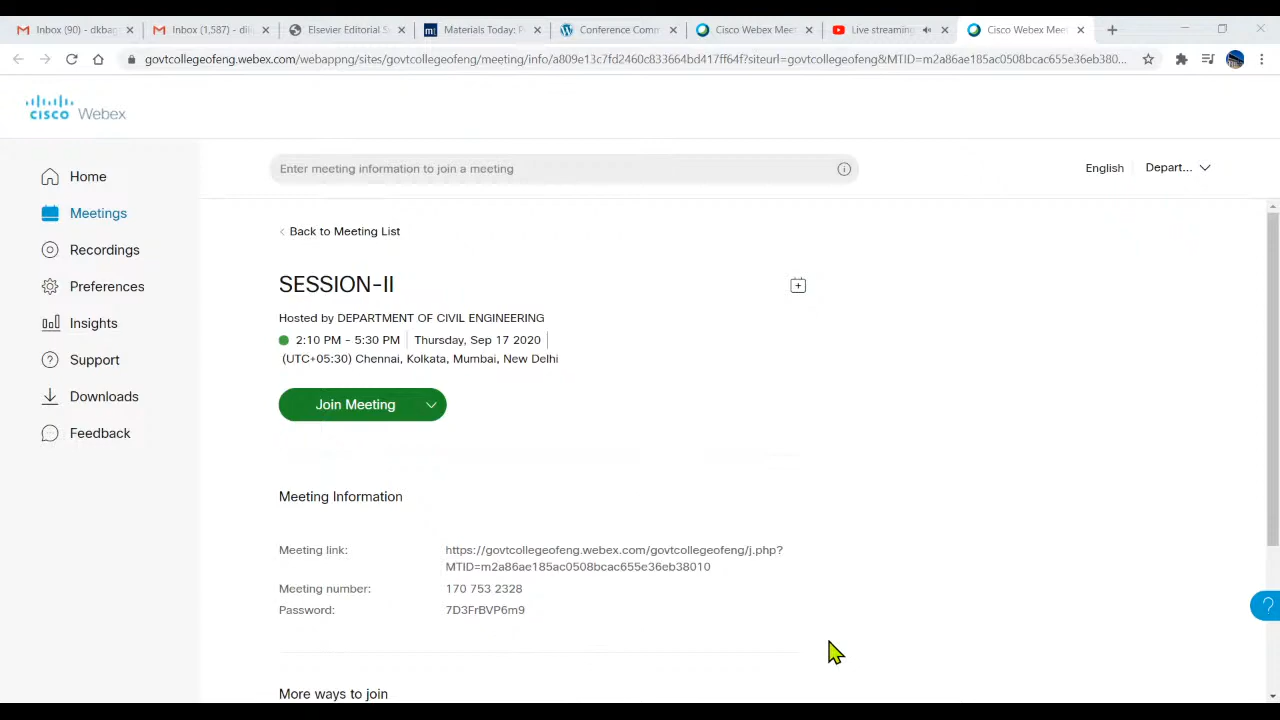 Inbox (90) - dkbag
Inbox (1,587) - dil
Elsevier Editorial S
Materials Today: P
Conference Comm
Cisco Webex Meet
Live streaming
Cisco Webex Meet
govtcollegeofeng.webex.com/webappng/sites/govtcollegeofeng/meeting/info/a809e13c7fd2460c833664bd417ff64f?siteurl=govtcollegeofeng&MTID=m2a86ae185ac0508bcac655e36eb380...
cisco Webex
Enter meeting information to join a meeting
English
Depart...
Home
Meetings
Recordings
Preferences
Insights
Support
Downloads
Feedback
Back to Meeting List
SESSION-II
Hosted by DEPARTMENT OF CIVIL ENGINEERING
2:10 PM - 5:30 PM | Thursday, Sep 17 2020 |
(UTC+05:30) Chennai, Kolkata, Mumbai, New Delhi
Join Meeting
Meeting Information
Meeting link: https://govtcollegeofeng.webex.com/govtcollegeofeng/j.php?
MTID=m2a86ae185ac0508bcac655e36eb38010
Meeting number: 170 753 2328
Password: 7D3FrBVP6m9
More ways to join